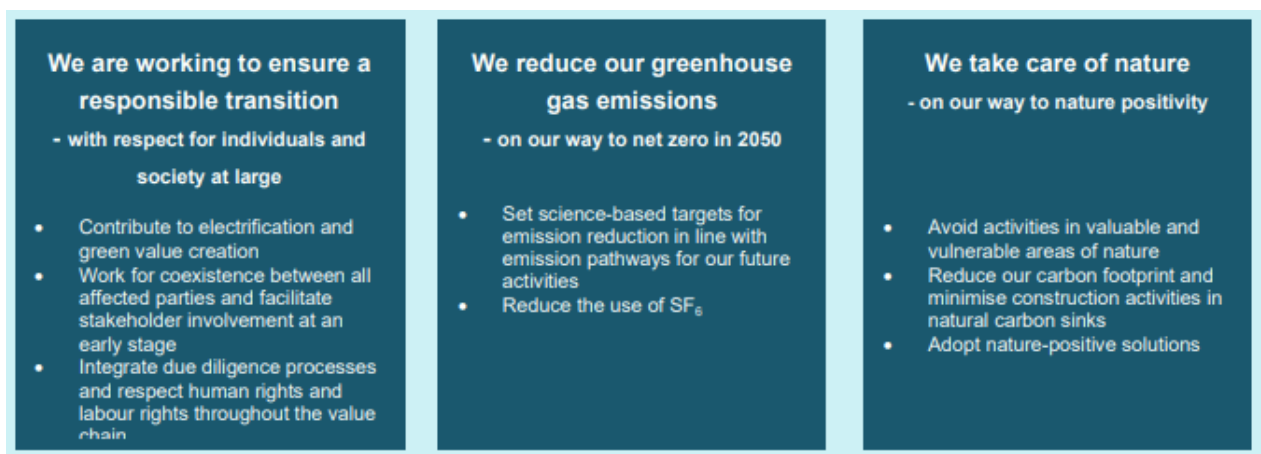 We are working to ensure a
responsible transition
- with respect for individuals and
society at large
• Contribute to electrification and
green value creation
• Work for coexistence between all
affected parties and facilitate
stakeholder involvement at an
early stage
• Integrate due diligence processes
and respect human rights and
labour rights throughout the value
chain
We reduce our greenhouse
gas emissions
- on our way to net zero in 2050
• Set science-based targets for
emission reduction in line with
emission pathways for our future
activities
• Reduce the use of SF₆
We take care of nature
- on our way to nature positivity
• Avoid activities in valuable and
vulnerable areas of nature
• Reduce our carbon footprint and
minimise construction activities in
natural carbon sinks
• Adopt nature-positive solutions